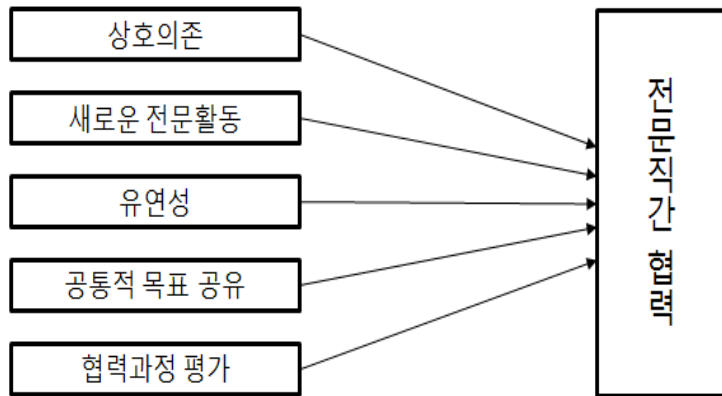 상호의존
새로운 전문활동
유연성
공통적 목표 공유
협력과정 평가
전문직간 협력